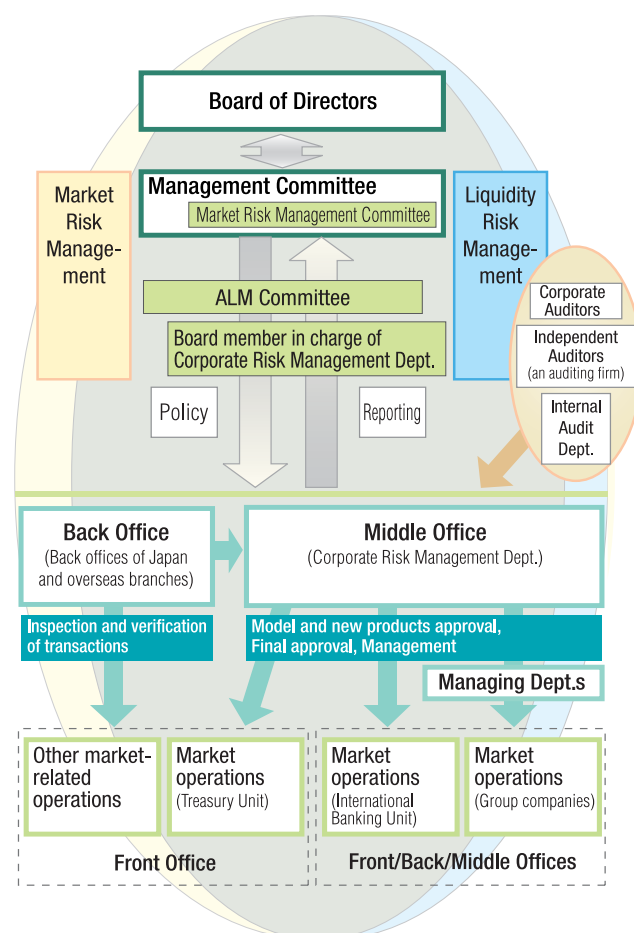 Board of Directors
Management Committee
Market Risk Management Committee
Market
Risk
Manage-
ment
Liquidity
Risk
Manage-
ment
ALM Committee
Board member in charge of
Corporate Risk Management Dept.
Corporate
Auditors
Independent
Auditors
(an auditing firm)
Internal
Audit
Dept.
Policy
Reporting
Back Office
(Back offices of Japan
and overseas branches)
Middle Office
(Corporate Risk Management Dept.)
Inspection and verification
of transactions
Model and new products approval,
Final approval, Management
Managing Dept.s
Other market-
related
operations
Market
operations
(Treasury Unit)
Market
operations
(International
Banking Unit)
Market
operations
(Group companies)
Front Office
Front/Back/Middle Offices